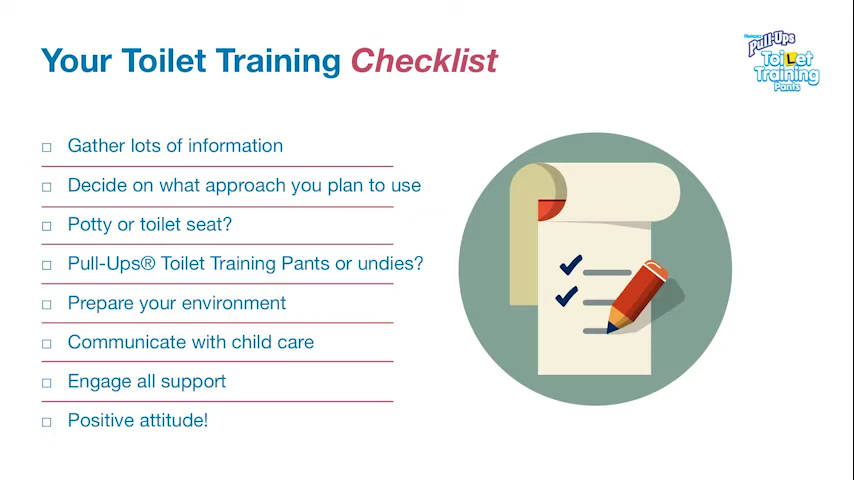 Your Toilet Training Checklist
Huggies
Pull-Ups
Toilet
Training
Pants
Gather lots of information
Decide on what approach you plan to use
Potty or toilet seat?
Pull-Ups® Toilet Training Pants or undies?
Prepare your environment
Communicate with child care
Engage all support
Positive attitude!